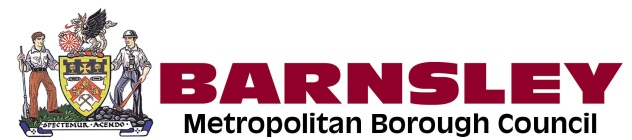 BARNSLEY
Metropolitan Borough Council
SPECTEMUR · AGENDO ·